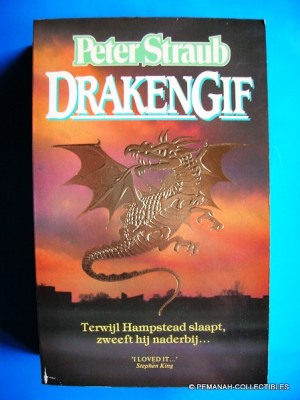 Peter Straub
DRAKENGIF
Terwijl Hampstead slaapt,
zweeft hij naderbij...
'I LOVED IT...'
Stephen King
© PEMANAH-COLLECTIBLES